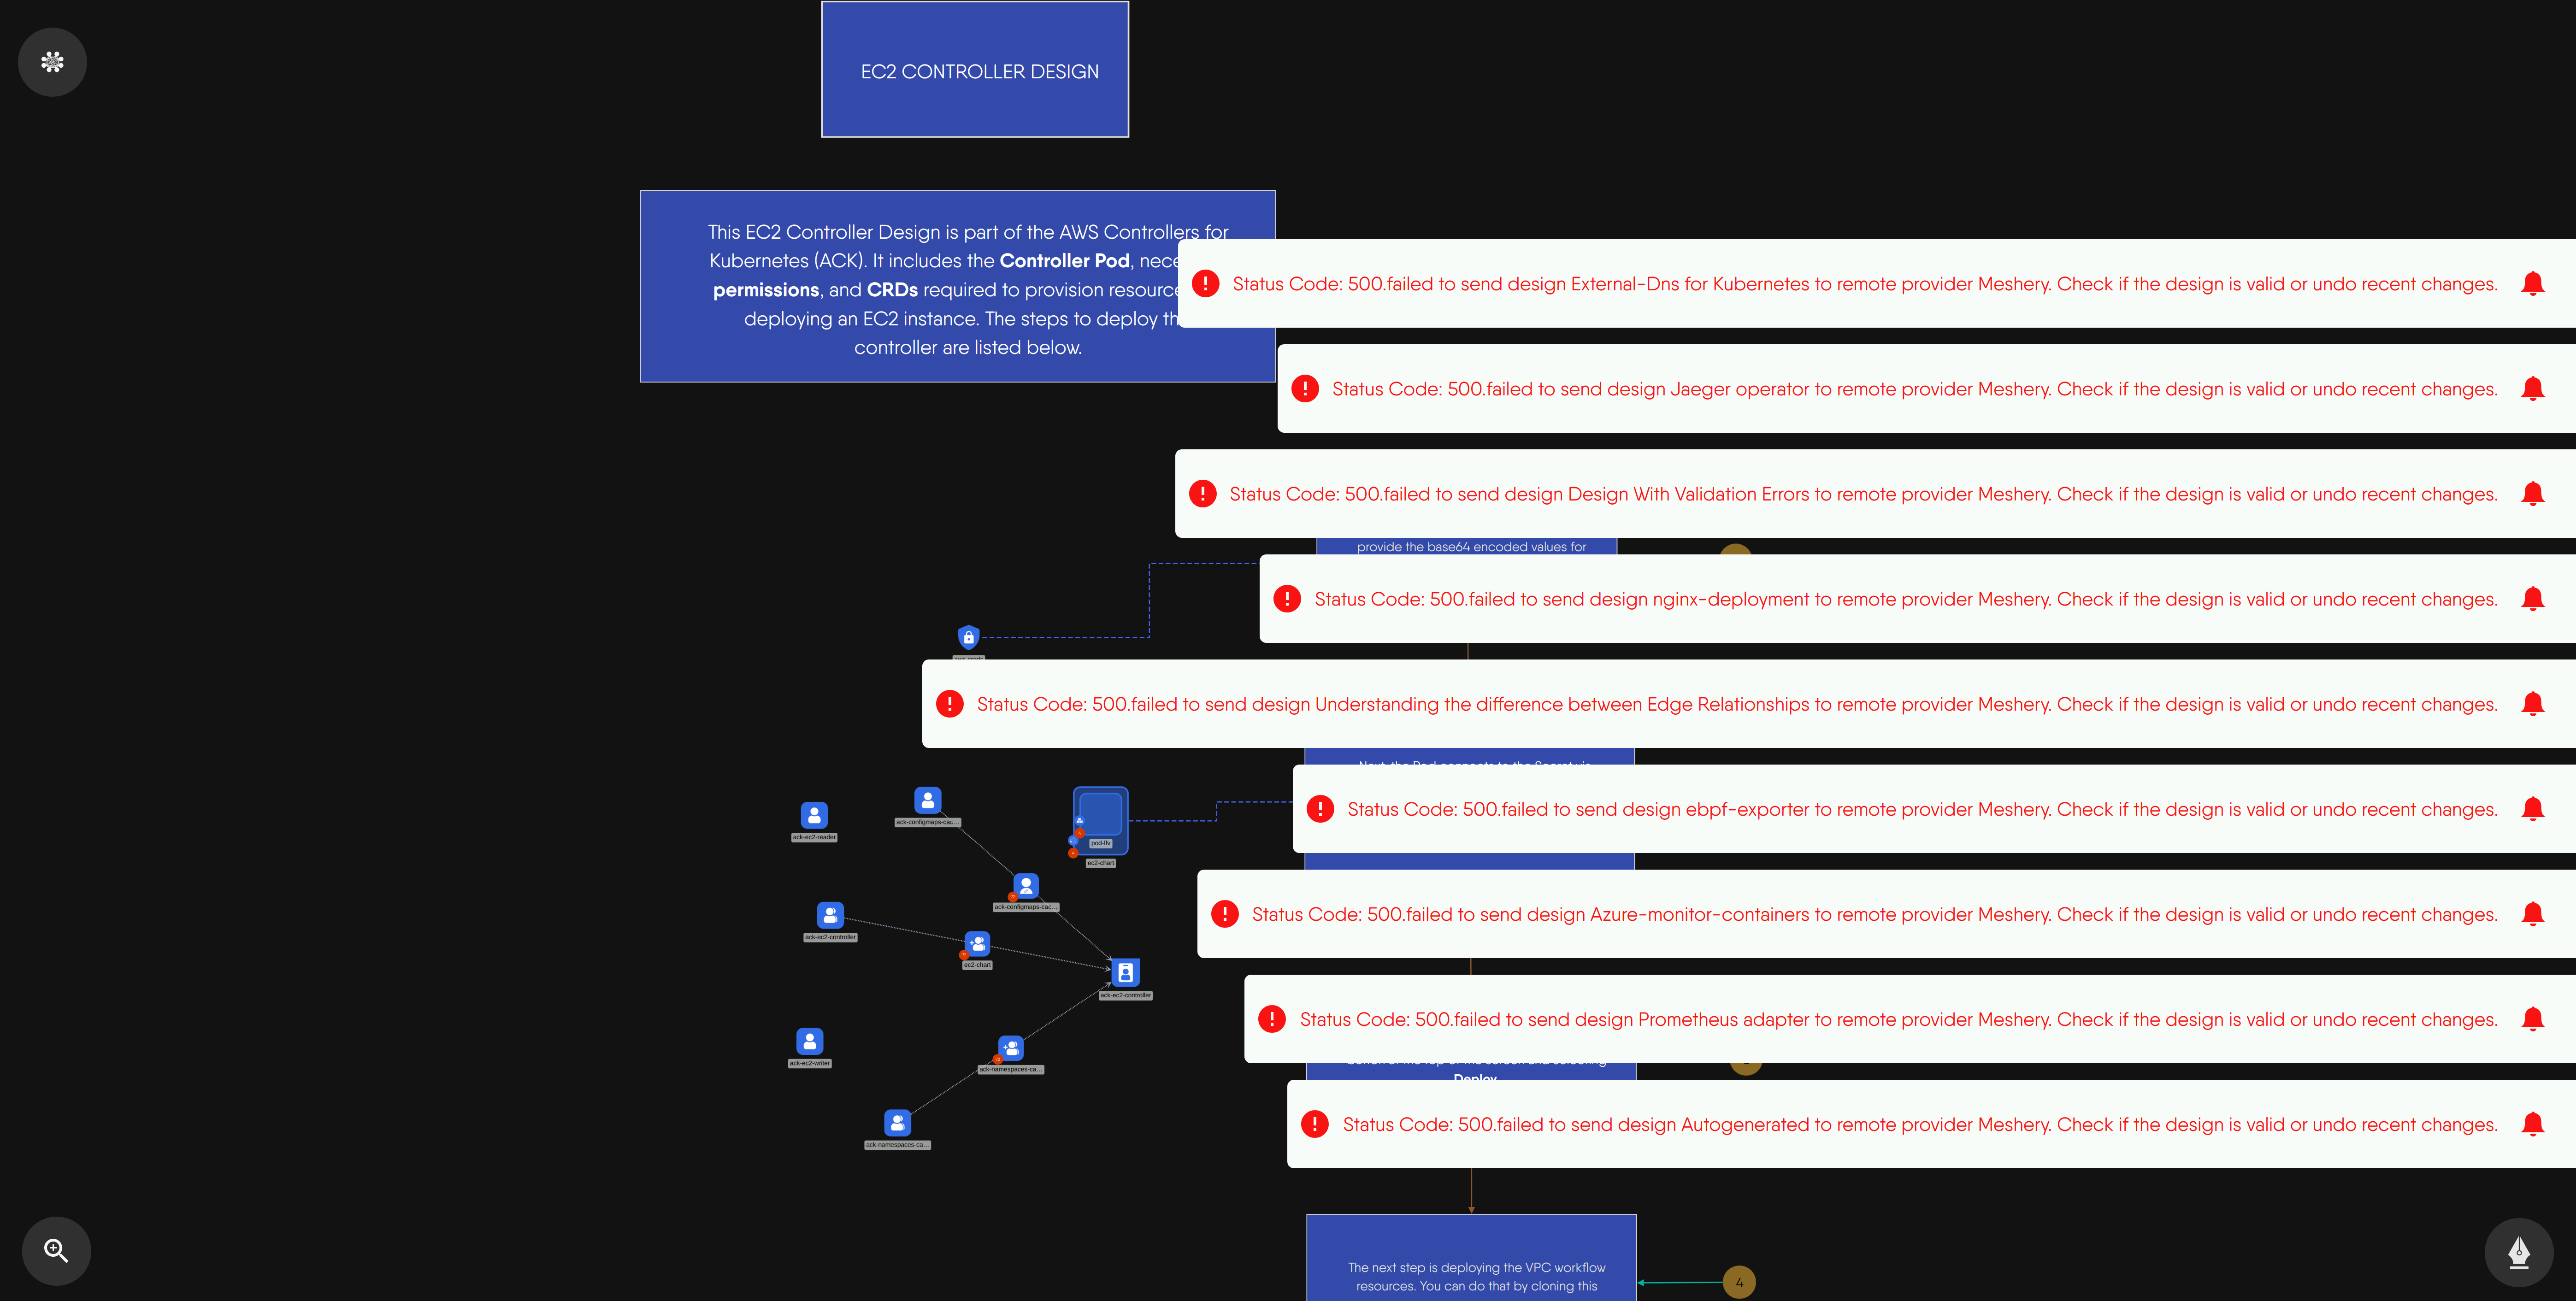 EC2 CONTROLLER DESIGN
This EC2 Controller Design is part of the AWS Controllers for
Kubernetes (ACK). It includes the Controller Pod, nece
permissions, and CRDs required to provision resourc
deploying an EC2 instance. The steps to deploy th
controller are listed below.
Status Code: 500.failed to send design External-Dns for Kubernetes to remote provider Meshery. Check if the design is valid or undo recent changes.
Status Code: 500.failed to send design Jaeger operator to remote provider Meshery. Check if the design is valid or undo recent changes.
Status Code: 500.failed to send design Design With Validation Errors to remote provider Meshery. Check if the design is valid or undo recent changes.
provide the base64 encoded values for
Status Code: 500.failed to send design nginx-deployment to remote provider Meshery. Check if the design is valid or undo recent changes.
Status Code: 500.failed to send design Understanding the difference between Edge Relationships to remote provider Meshery. Check if the design is valid or undo recent changes.
Status Code: 500.failed to send design ebpf-exporter to remote provider Meshery. Check if the design is valid or undo recent changes.
ack-ec2-reader
ack-configmaps-cac...
pod-lfv
ec2-chart
ack-configmaps-cac...
Status Code: 500.failed to send design Azure-monitor-containers to remote provider Meshery. Check if the design is valid or undo recent changes.
ack-ec2-controller
ec2-chart
ack-ec2-controller
Status Code: 500.failed to send design Prometheus adapter to remote provider Meshery. Check if the design is valid or undo recent changes.
ack-ec2-writer
ack-namespaces-ca...
Deploy
Status Code: 500.failed to send design Autogenerated to remote provider Meshery. Check if the design is valid or undo recent changes.
ack-namespaces-ca...
The next step is deploying the VPC workflow
resources. You can do that by cloning this
4